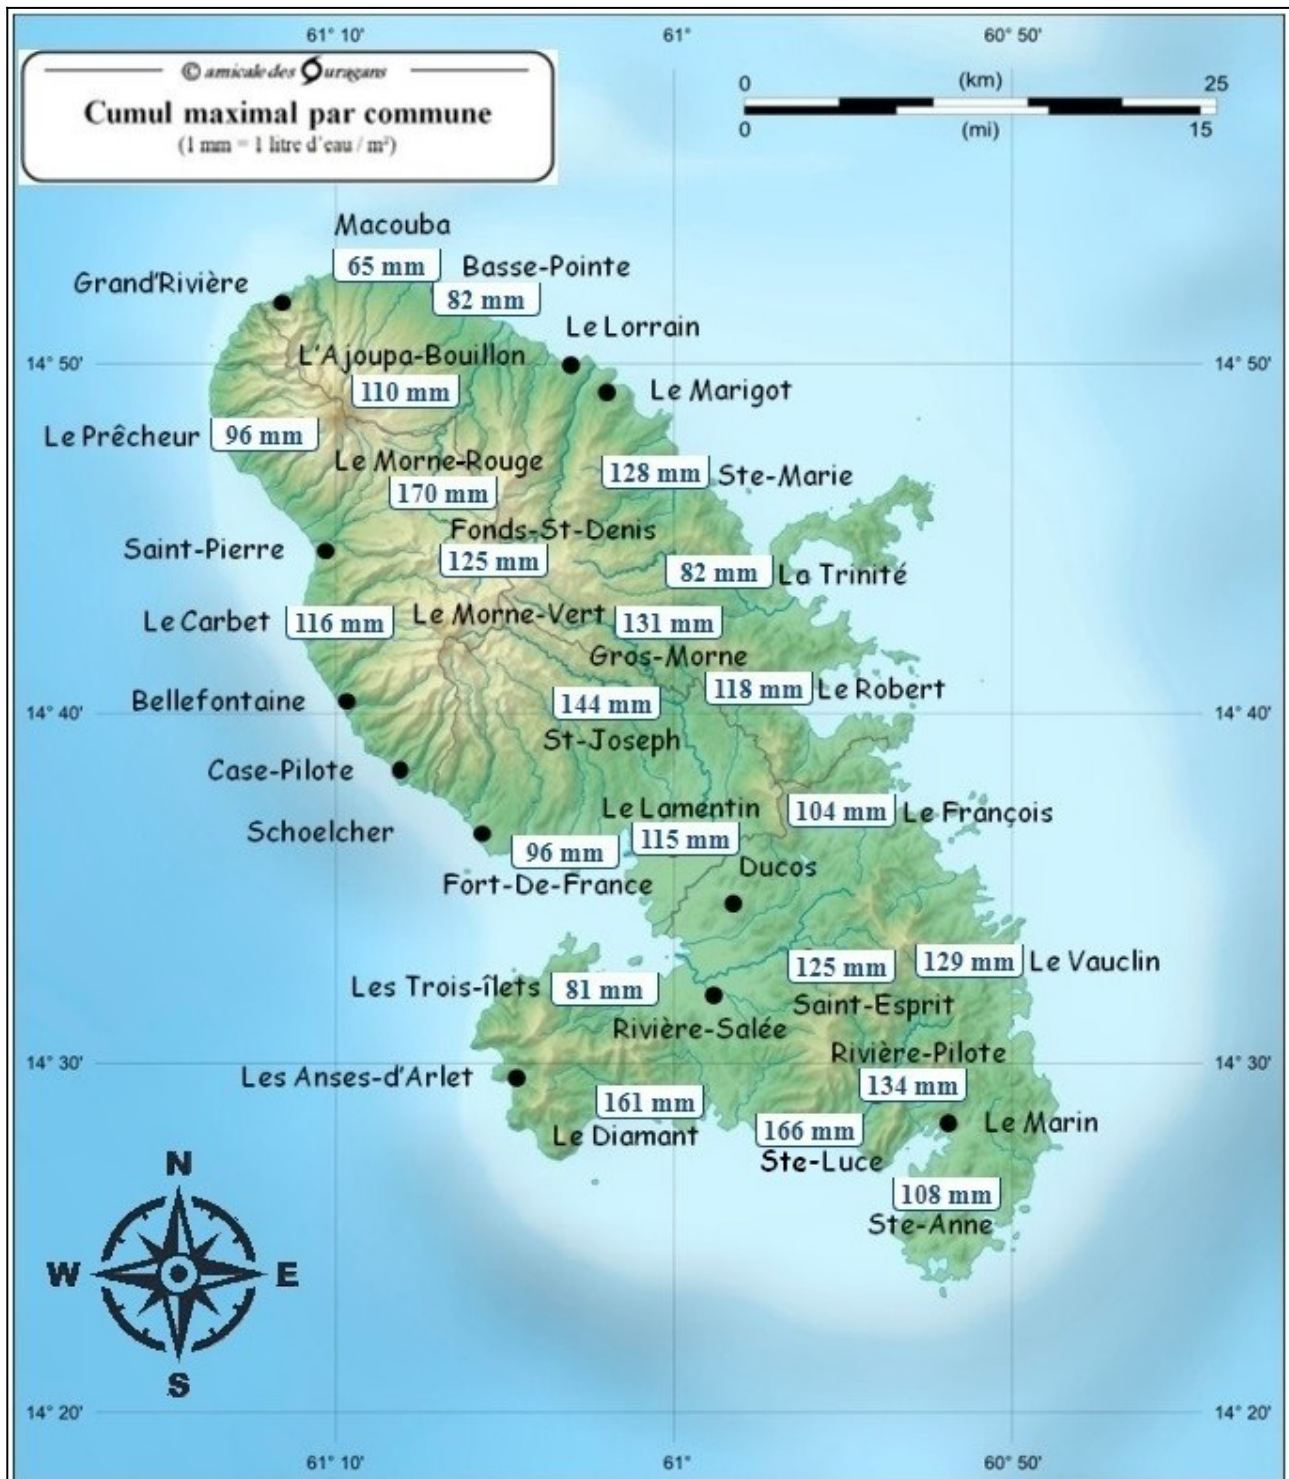 61° 10'
61°
60° 50'
© amicale des Ouragans
Cumul maximal par commune
(1 mm = 1 litre d'eau / m²)
0
(km)
25
0
(mi)
15
Macouba
65 mm
Basse-Pointe
82 mm
Grand'Rivière
Le Lorrain
14° 50'
L'Ajoupa-Bouillon
110 mm
Le Marigot
14° 50'
Le Prêcheur
96 mm
Le Morne-Rouge
170 mm
128 mm
Ste-Marie
Fonds-St-Denis
125 mm
Saint-Pierre
82 mm
La Trinité
Le Carbet
116 mm
Le Morne-Vert
131 mm
Gros-Morne
118 mm
Le Robert
Bellefontaine
144 mm
St-Joseph
14° 40'
14° 40'
Case-Pilote
Le Lamentin
115 mm
104 mm
Le François
Schoelcher
96 mm
Fort-De-France
Ducos
Les Trois-îlets
81 mm
125 mm
Saint-Esprit
129 mm
Le Vauclin
Rivière-Salée
Rivière-Pilote
134 mm
14° 30'
14° 30'
Les Anses-d'Arlet
161 mm
Le Diamant
166 mm
Ste-Luce
Le Marin
108 mm
Ste-Anne
N
W
E
S
14° 20'
14° 20'
61° 10'
61°
60° 50'